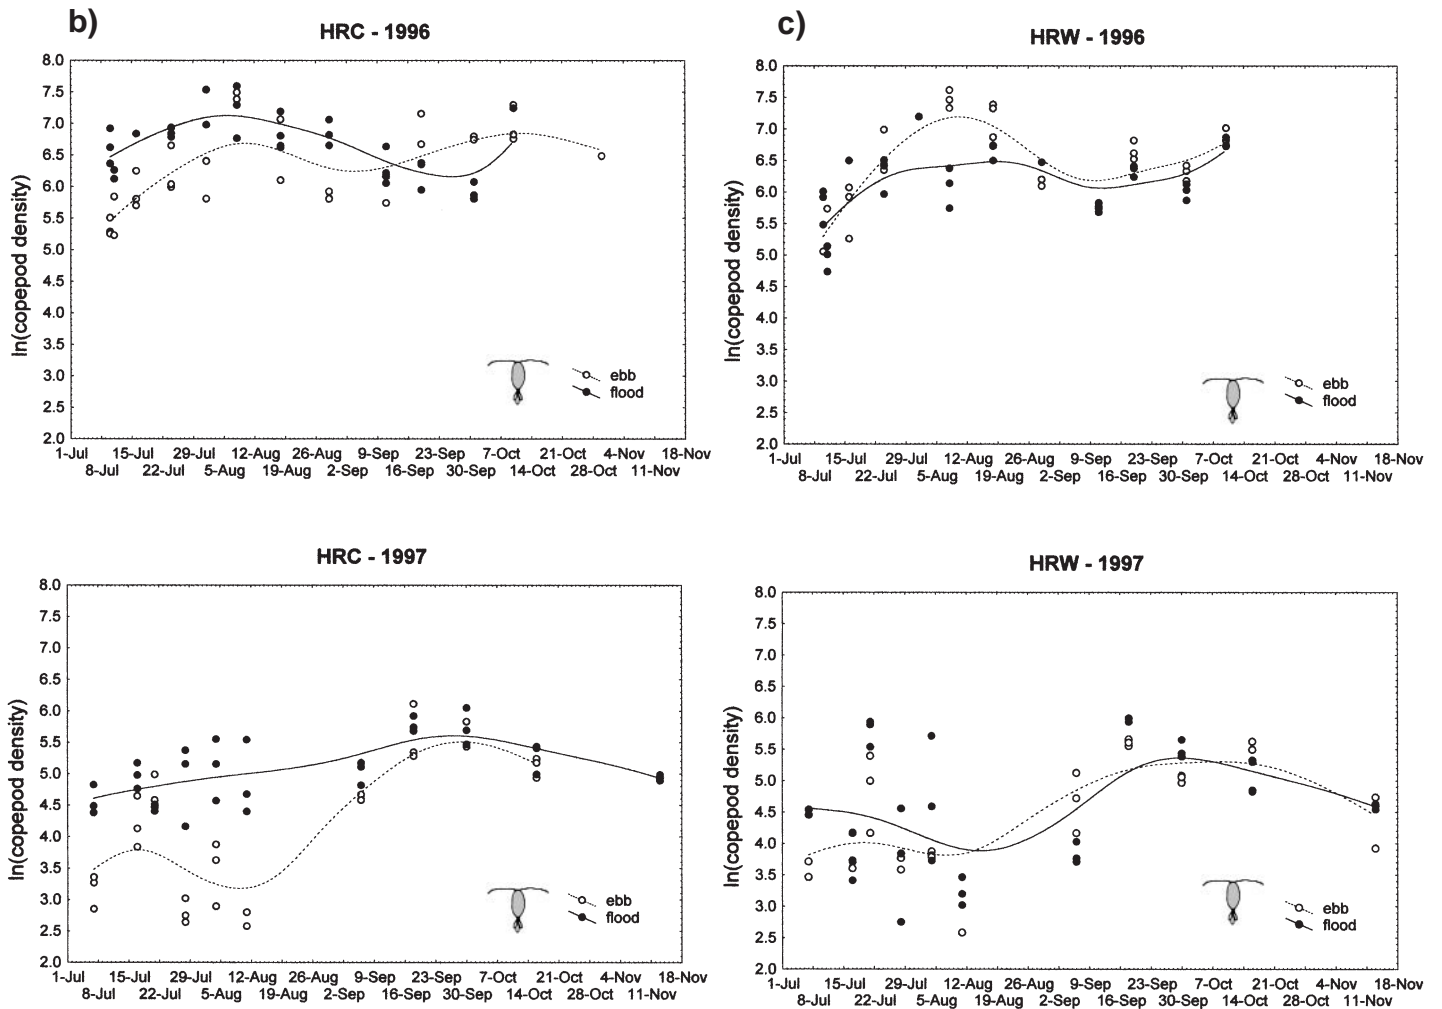 b)
HRC - 1996
8.0
7.5
7.0
6.5
6.0
5.5
5.0
4.5
4.0
3.5
3.0
2.5
2.0
ln(copepod density)
ebb
flood
1-Jul 15-Jul 29-Jul 12-Aug 26-Aug 9-Sep 23-Sep 7-Oct 21-Oct 4-Nov 18-Nov
8-Jul 22-Jul 5-Aug 19-Aug 2-Sep 16-Sep 30-Sep 14-Oct 28-Oct 11-Nov
c)
HRW - 1996
8.0
7.5
7.0
6.5
6.0
5.5
5.0
4.5
4.0
3.5
3.0
2.5
2.0
ln(copepod density)
ebb
flood
1-Jul 15-Jul 29-Jul 12-Aug 26-Aug 9-Sep 23-Sep 7-Oct 21-Oct 4-Nov 18-Nov
8-Jul 22-Jul 5-Aug 19-Aug 2-Sep 16-Sep 30-Sep 14-Oct 28-Oct 11-Nov
HRC - 1997
8.0
7.5
7.0
6.5
6.0
5.5
5.0
4.5
4.0
3.5
3.0
2.5
2.0
ln(copepod density)
ebb
flood
1-Jul 15-Jul 29-Jul 12-Aug 26-Aug 9-Sep 23-Sep 7-Oct 21-Oct 4-Nov 18-Nov
8-Jul 22-Jul 5-Aug 19-Aug 2-Sep 16-Sep 30-Sep 14-Oct 28-Oct 11-Nov
HRW - 1997
8.0
7.5
7.0
6.5
6.0
5.5
5.0
4.5
4.0
3.5
3.0
2.5
2.0
ln(copepod density)
ebb
flood
1-Jul 15-Jul 29-Jul 12-Aug 26-Aug 9-Sep 23-Sep 7-Oct 21-Oct 4-Nov 18-Nov
8-Jul 22-Jul 5-Aug 19-Aug 2-Sep 16-Sep 30-Sep 14-Oct 28-Oct 11-Nov